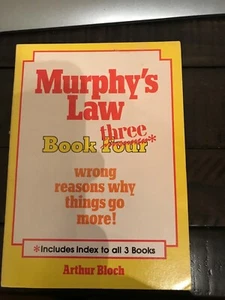 Murphy's
Law
three
Book Four*
wrong
reasons why
things go
more!
*Includes Index to all 3 Books
Arthur Bloch